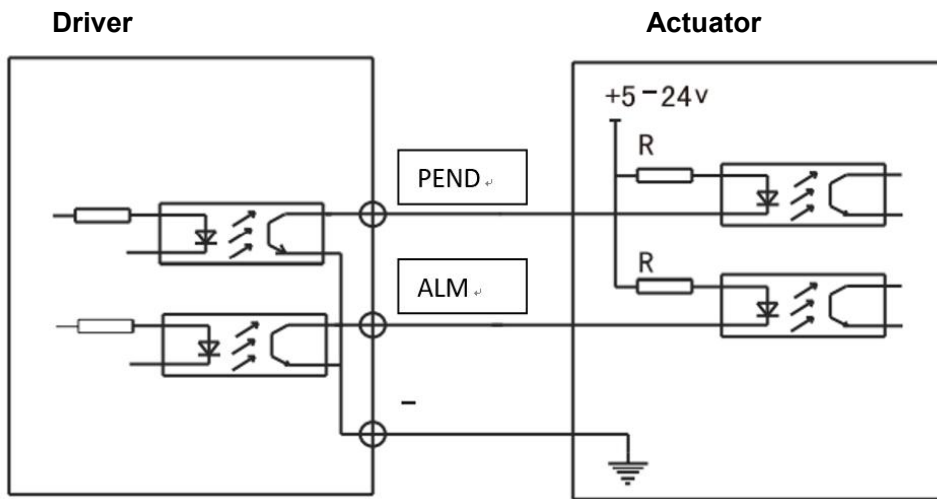 Driver
Actuator
+5-24v
R
PEND
R
ALM
-